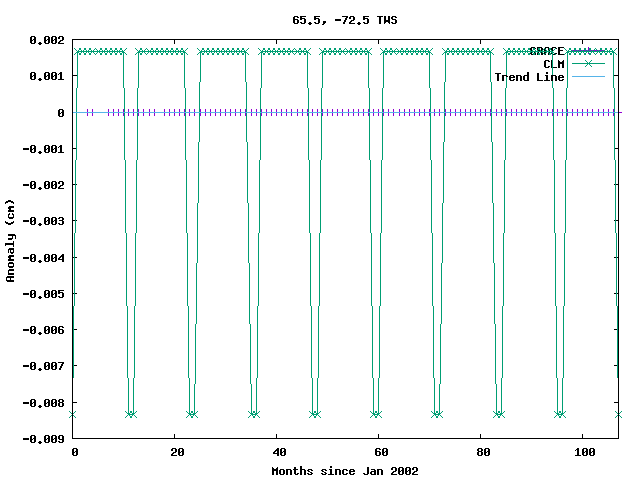 65.5, -72.5 TWS
0.002
0.001
0
-0.001
-0.002
-0.003
-0.004
-0.005
-0.006
-0.007
-0.008
-0.009
Anomaly (cm)
GRACE
CLM
Trend Line
0 20 40 60 80 100
Months since Jan 2002